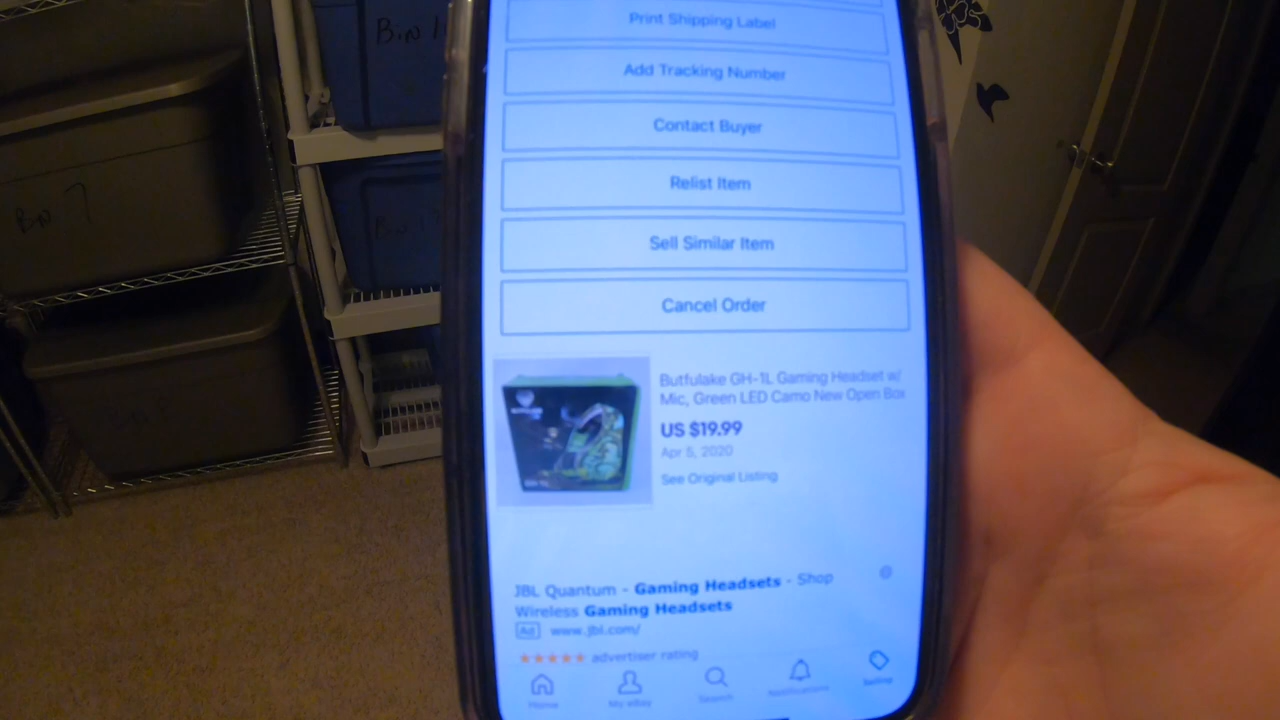 Bin 1
Bin 7
Print Shipping Label
Add Tracking Number
Contact Buyer
Relist Item
Sell Similar Item
Cancel Order
Butfulake GH-1L Gaming Headset w/
Mic, Green LED Camo New Open Box
US $19.99
Apr 5, 2020
See Original Listing
JBL Quantum - Gaming Headsets - Shop
Wireless Gaming Headsets
Ad www.jbl.com/
advertiser rating
Home My eBay Search Notifications Selling